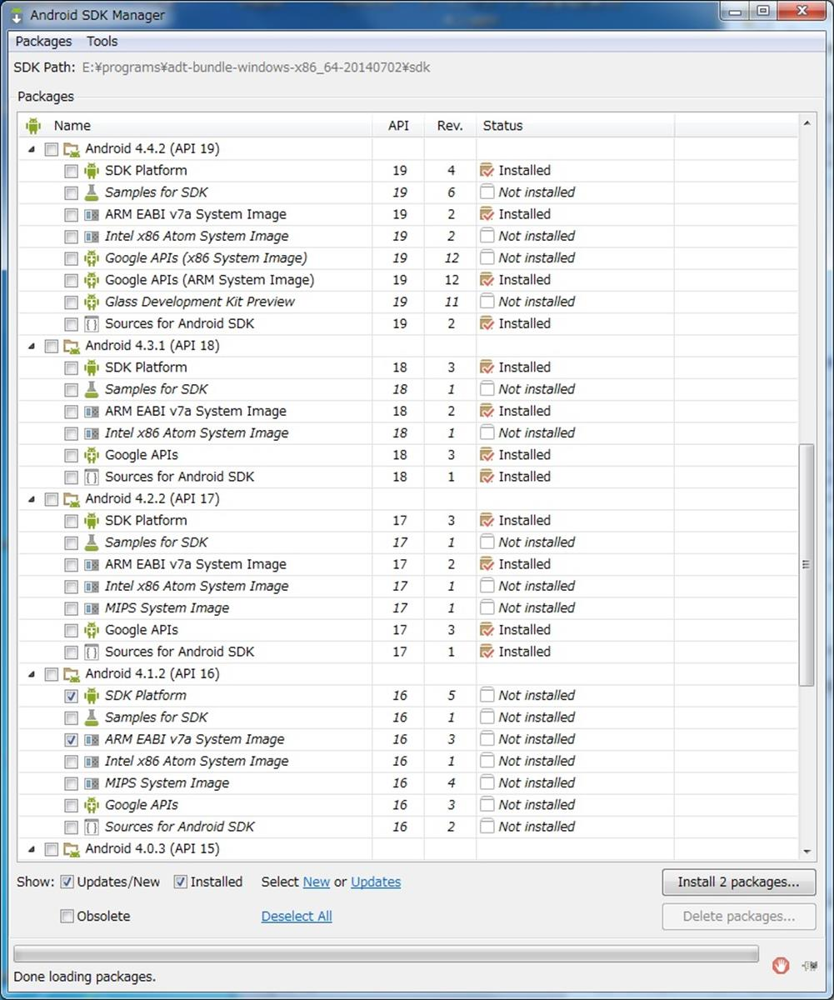 Android SDK Manager
Packages Tools
SDK Path: E:¥programs¥adt-bundle-windows-x86_64-20140702¥sdk
Packages
Name API Rev. Status
Android 4.4.2 (API 19)
SDK Platform 19 4 Installed
Samples for SDK 19 6 Not installed
ARM EABI v7a System Image 19 2 Installed
Intel x86 Atom System Image 19 2 Not installed
Google APIs (x86 System Image) 19 12 Not installed
Google APIs (ARM System Image) 19 12 Installed
Glass Development Kit Preview 19 11 Not installed
Sources for Android SDK 19 2 Installed
Android 4.3.1 (API 18)
SDK Platform 18 3 Installed
Samples for SDK 18 1 Not installed
ARM EABI v7a System Image 18 2 Installed
Intel x86 Atom System Image 18 1 Not installed
Google APIs 18 3 Installed
Sources for Android SDK 18 1 Installed
Android 4.2.2 (API 17)
SDK Platform 17 3 Installed
Samples for SDK 17 1 Not installed
ARM EABI v7a System Image 17 2 Installed
Intel x86 Atom System Image 17 1 Not installed
MIPS System Image 17 1 Not installed
Google APIs 17 3 Installed
Sources for Android SDK 17 1 Installed
Android 4.1.2 (API 16)
SDK Platform 16 5 Not installed
Samples for SDK 16 1 Not installed
ARM EABI v7a System Image 16 3 Not installed
Intel x86 Atom System Image 16 1 Not installed
MIPS System Image 16 4 Not installed
Google APIs 16 3 Not installed
Sources for Android SDK 16 2 Not installed
Android 4.0.3 (API 15)
Show: Updates/New Installed Select New or Updates Install 2 packages...
Obsolete Deselect All Delete packages...
Done loading packages.